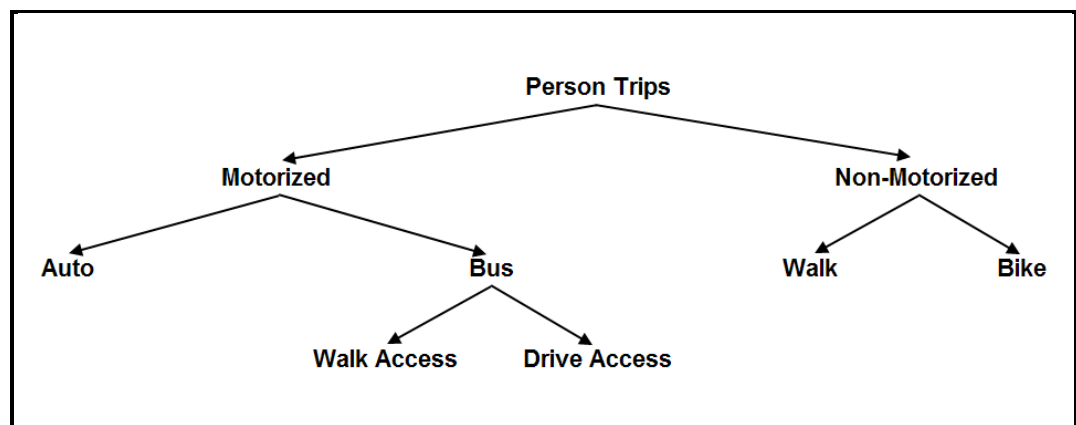 Person Trips
Motorized
Non-Motorized
Auto
Bus
Walk
Bike
Walk Access
Drive Access